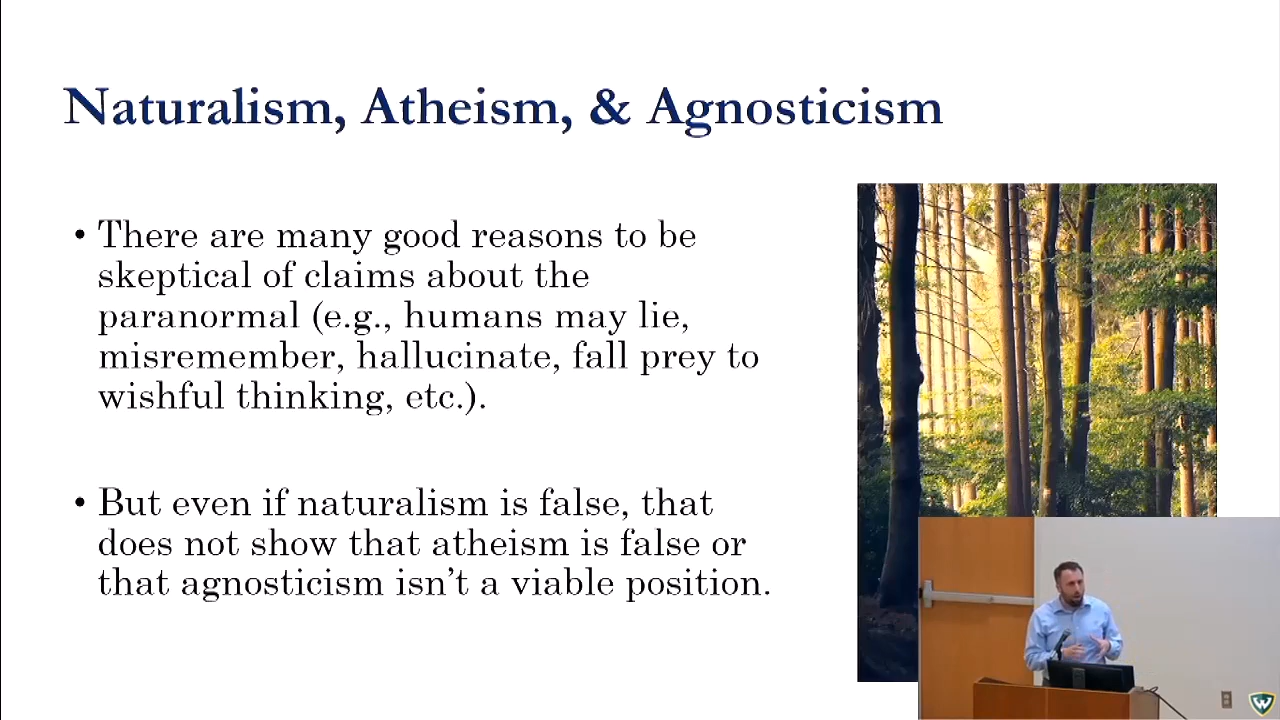 Naturalism, Atheism, & Agnosticism
• There are many good reasons to be
skeptical of claims about the
paranormal (e.g., humans may lie,
misremember, hallucinate, fall prey to
wishful thinking, etc.).
• But even if naturalism is false, that
does not show that atheism is false or
that agnosticism isn’t a viable position.
W